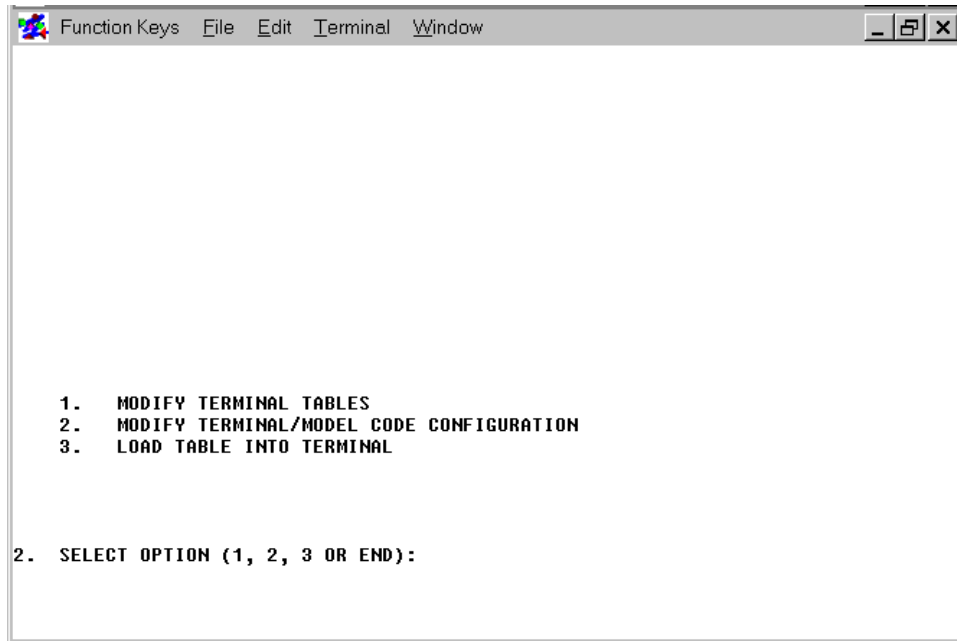 Function Keys File Edit Terminal Window
1. MODIFY TERMINAL TABLES
2. MODIFY TERMINAL/MODEL CODE CONFIGURATION
3. LOAD TABLE INTO TERMINAL
2. SELECT OPTION (1, 2, 3 OR END):